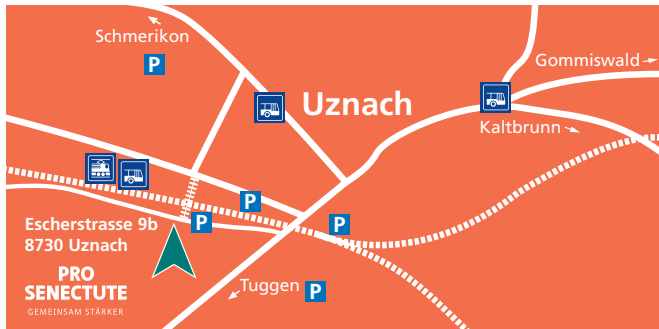 Schmerikon
P
Gommiswald
Uznach
Kaltbrunn
P
P
P
Escherstrasse 9b
8730 Uznach
PRO
SENECTUTE
GEMEINSAM STÄRKER
Tuggen
P